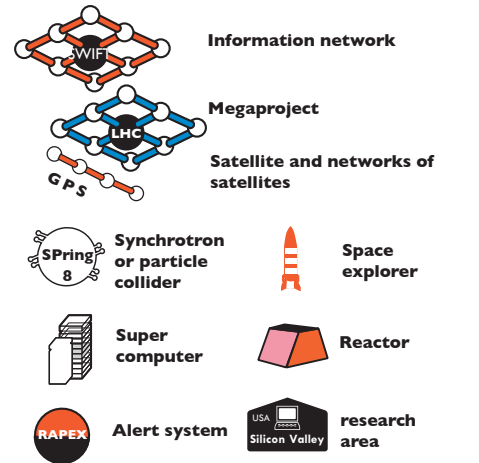 SWIFT
Information network
Megaproject
LHC
Satellite and networks of
satellites
GPS
SPring
8
Synchrotron
or particle
collider
Space
explorer
Super
computer
Reactor
RAPEX
Alert system
USA
Silicon Valley
research
area